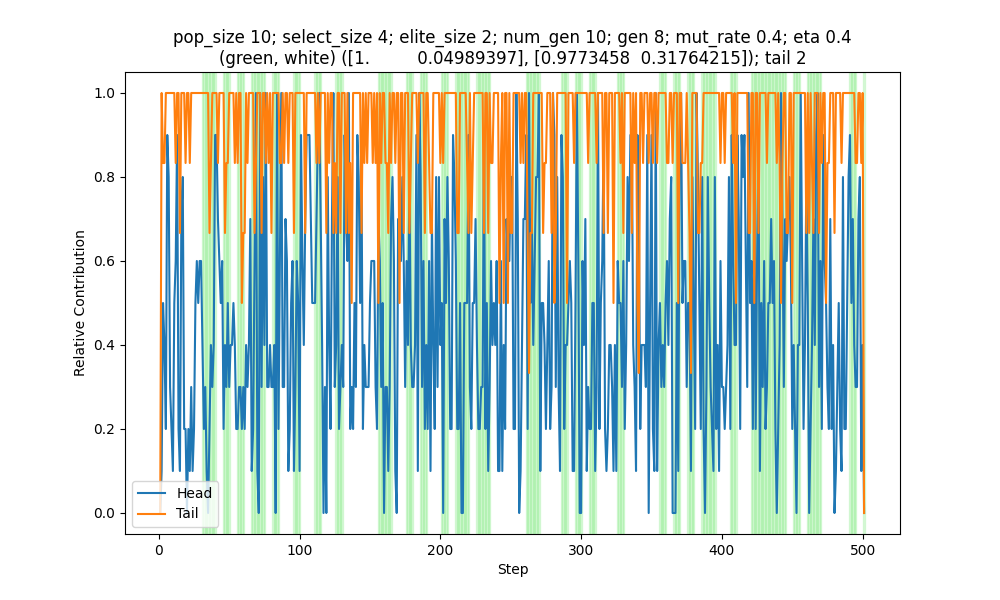 pop_size 10; select_size 4; elite_size 2; num_gen 10; gen 8; mut_rate 0.4; eta 0.4
(green, white) ([1.         0.04989397], [0.9773458  0.31764215]); tail 2
1.0
0.8
0.6
0.4
0.2
0.0
Relative Contribution
Head
Tail
0
100
200
300
400
500
Step